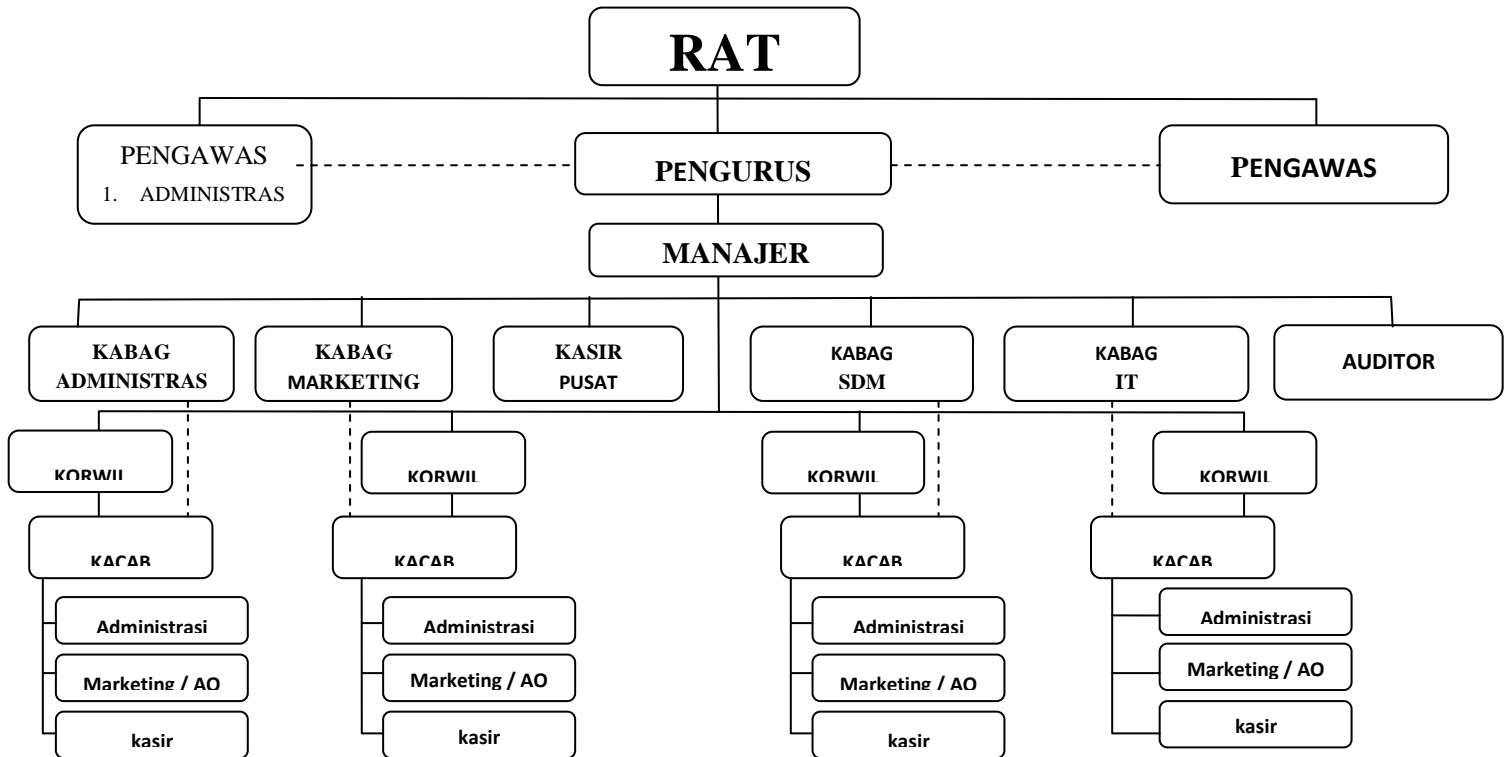 RAT
PENGAWAS
1. ADMINISTRAS
PENGURUS
PENGAWAS
MANAJER
KABAG
ADMINISTRAS
KABAG
MARKETING
KASIR
PUSAT
KABAG
SDM
KABAG
IT
AUDITOR
KORWIL
KORWIL
KORWIL
KORWIL
KACAB
KACAB
KACAB
KACAB
Administrasi
Marketing / AO
kasir
Administrasi
Marketing / AO
kasir
Administrasi
Marketing / AO
kasir
Administrasi
Marketing / AO
kasir